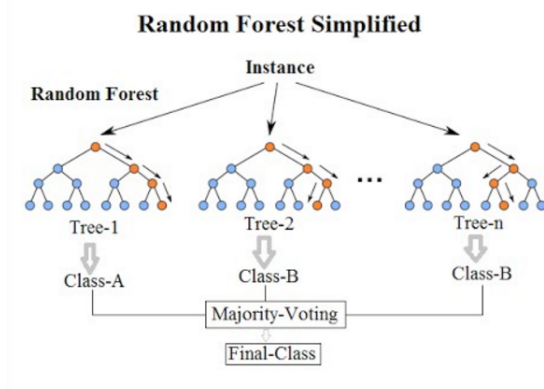 Random Forest Simplified
Instance
Random Forest
...
Tree-1
Tree-2
Tree-n
Class-A
Class-B
Class-B
Majority-Voting
Final-Class